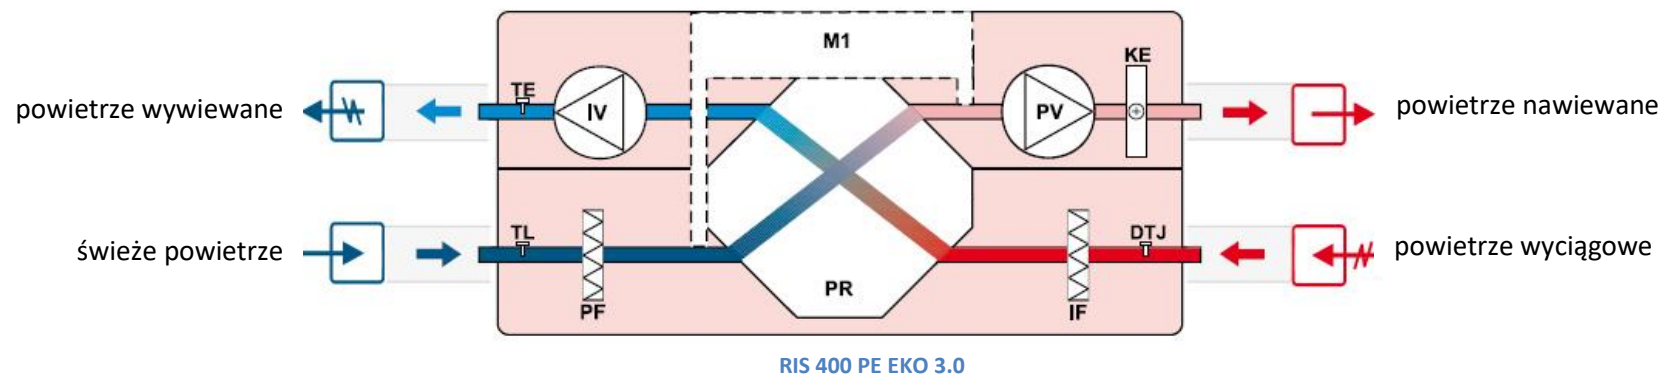 M1
KE
TE
IV
PV
powietrze wywiewane
powietrze nawiewane
TL
DTJ
świeże powietrze
powietrze wyciągowe
PR
PF
IF
RIS 400 PE EKO 3.0